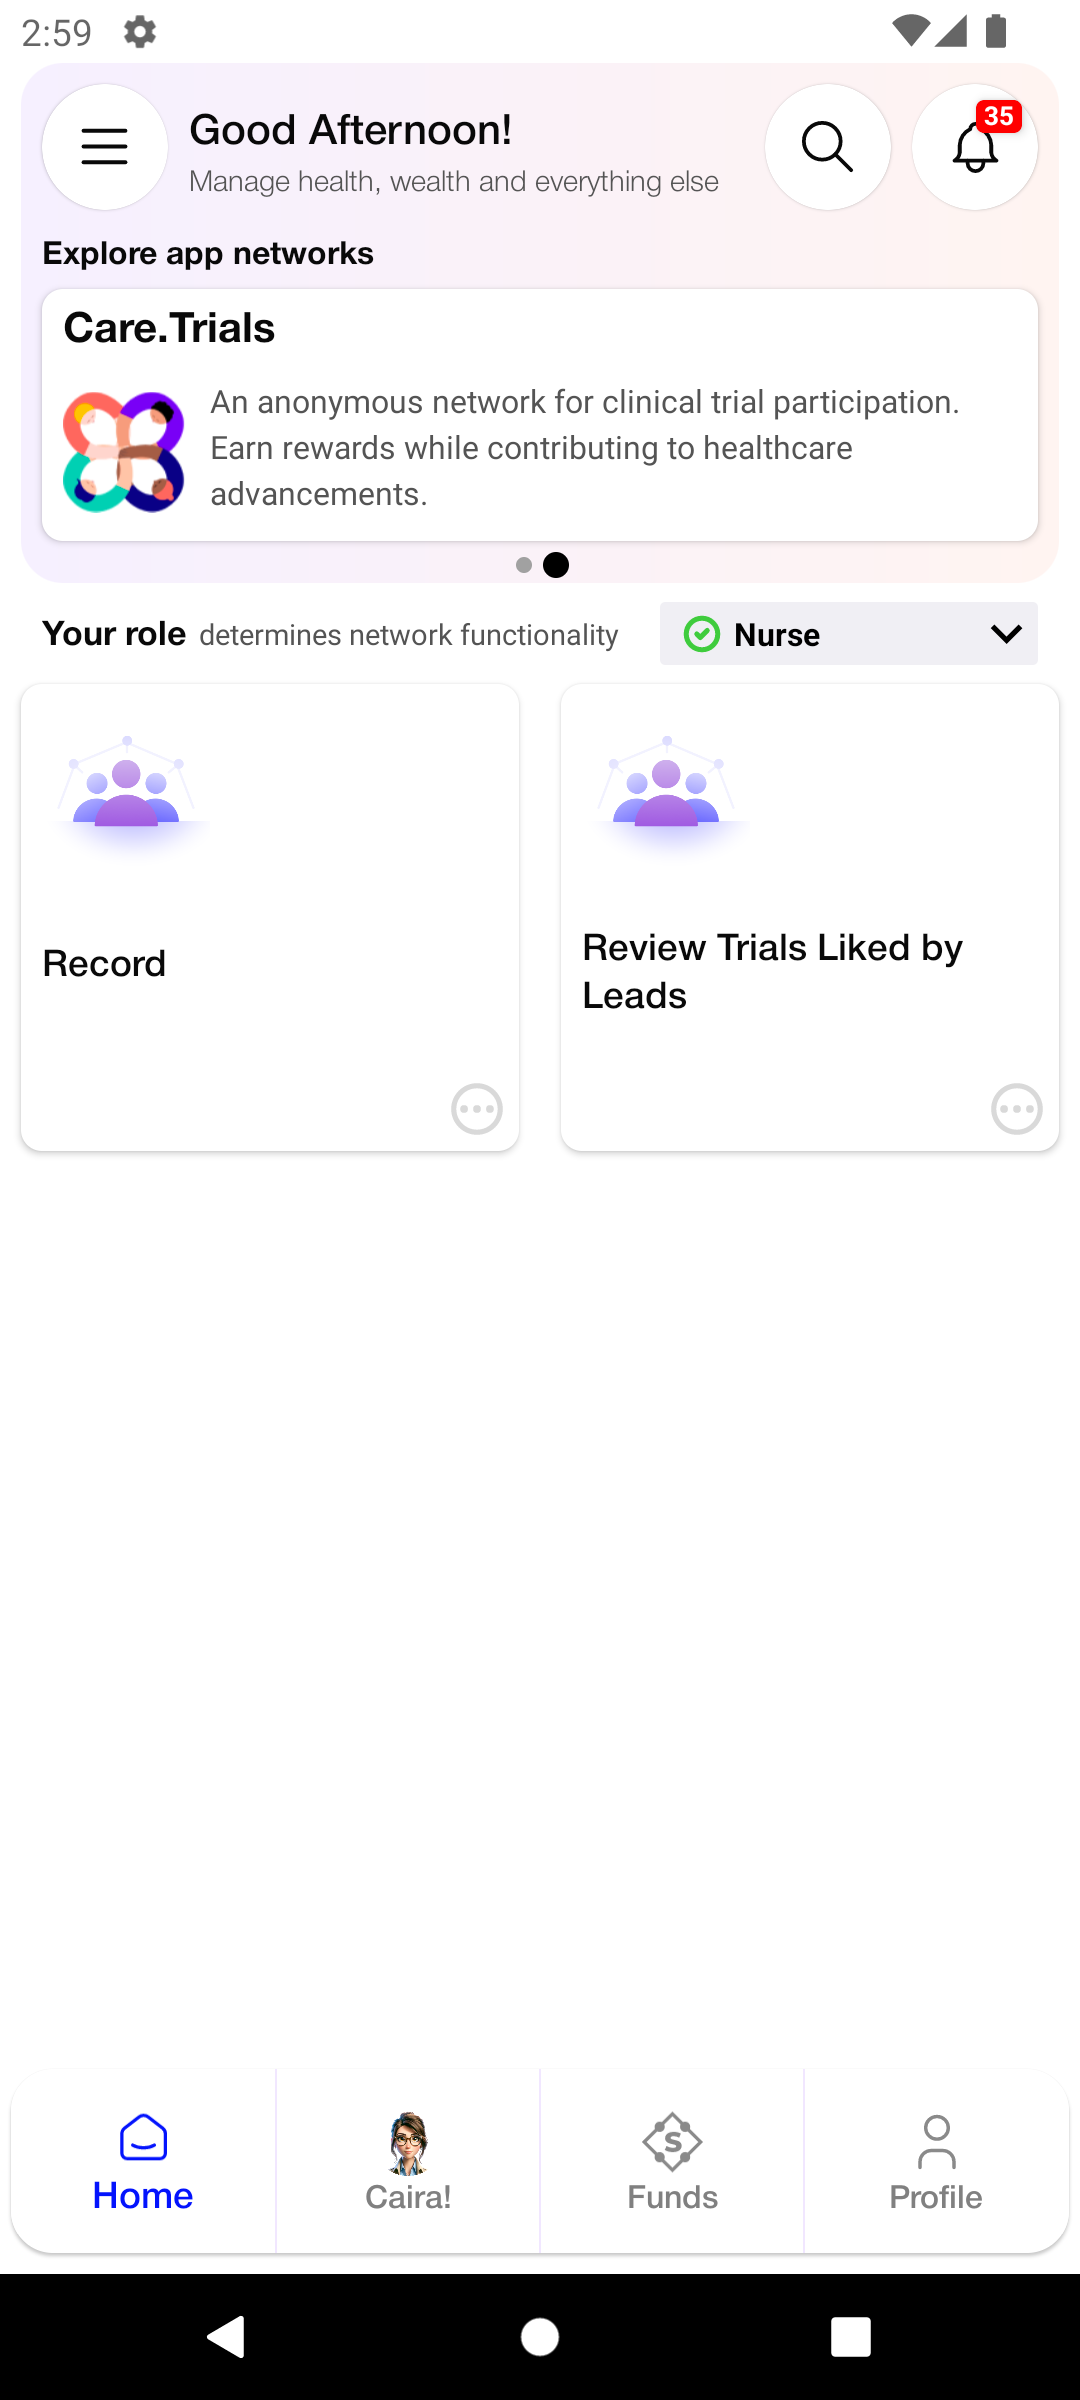 2:59
Good Afternoon!
35
Manage health, wealth and everything else
Explore app networks
Care.Trials
An anonymous network for clinical trial participation.
Earn rewards while contributing to healthcare
advancements.
Your role determines network functionality
Nurse
Record
Review Trials Liked by
Leads
Home
Caira!
Funds
Profile